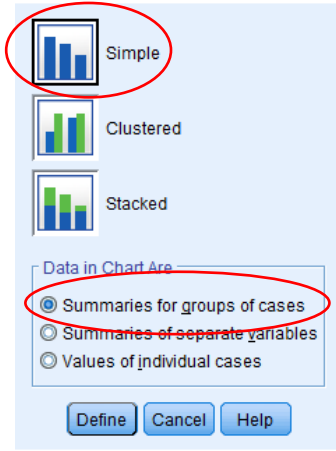 Simple
Clustered
Stacked
Data in Chart Are
Summaries for groups of cases
Summaries of separate variables
Values of individual cases
Define Cancel Help